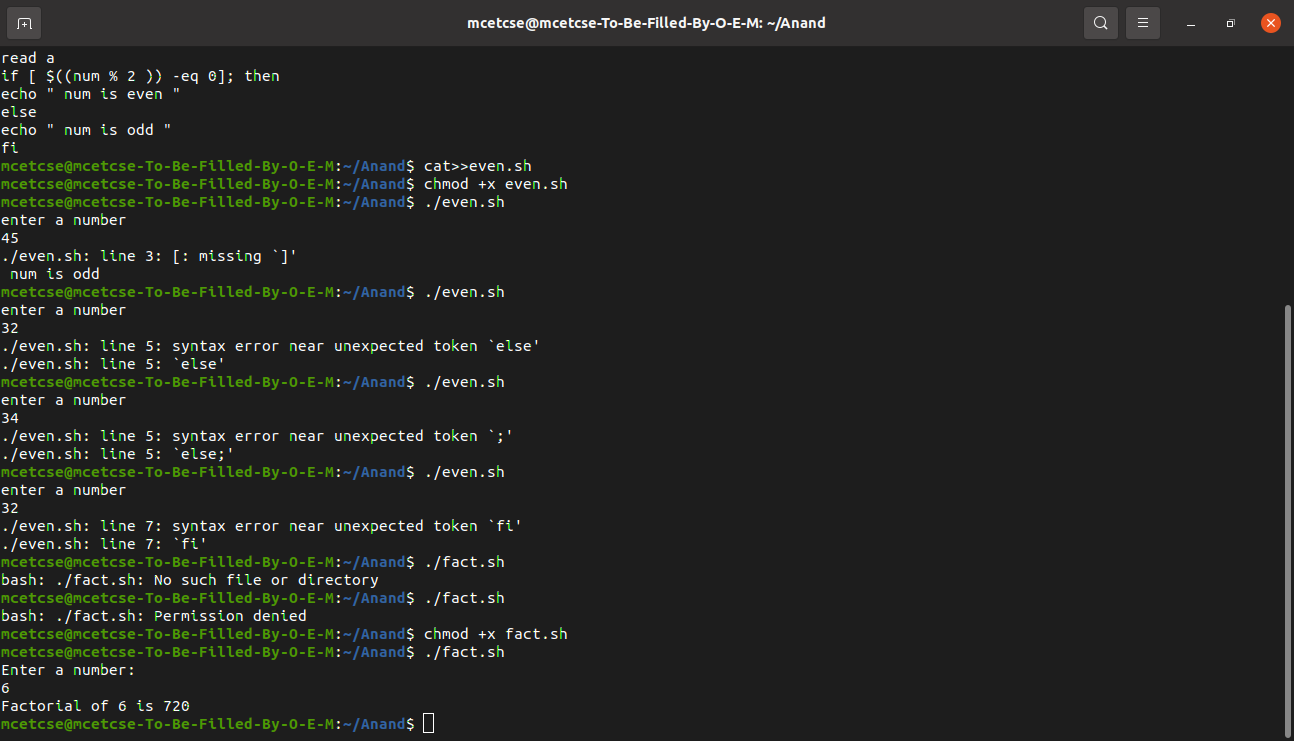 mcetcse@mcetcse-To-Be-Filled-By-O-E-M: ~/Anand
read a
if [ $((num % 2 )) -eq 0]; then
echo " num is even "
else
echo " num is odd "
fi
mcetcse@mcetcse-To-Be-Filled-By-O-E-M:~/Anand$ cat>>even.sh
mcetcse@mcetcse-To-Be-Filled-By-O-E-M:~/Anand$ chmod +x even.sh
mcetcse@mcetcse-To-Be-Filled-By-O-E-M:~/Anand$ ./even.sh
enter a number
45
./even.sh: line 3: [: missing `]'
 num is odd
mcetcse@mcetcse-To-Be-Filled-By-O-E-M:~/Anand$ ./even.sh
enter a number
32
./even.sh: line 5: syntax error near unexpected token `else'
./even.sh: line 5: `else'
mcetcse@mcetcse-To-Be-Filled-By-O-E-M:~/Anand$ ./even.sh
enter a number
34
./even.sh: line 5: syntax error near unexpected token `;'
./even.sh: line 5: `else;'
mcetcse@mcetcse-To-Be-Filled-By-O-E-M:~/Anand$ ./even.sh
enter a number
32
./even.sh: line 7: syntax error near unexpected token `fi'
./even.sh: line 7: `fi'
mcetcse@mcetcse-To-Be-Filled-By-O-E-M:~/Anand$ ./fact.sh
bash: ./fact.sh: No such file or directory
mcetcse@mcetcse-To-Be-Filled-By-O-E-M:~/Anand$ ./fact.sh
bash: ./fact.sh: Permission denied
mcetcse@mcetcse-To-Be-Filled-By-O-E-M:~/Anand$ chmod +x fact.sh
mcetcse@mcetcse-To-Be-Filled-By-O-E-M:~/Anand$ ./fact.sh
Enter a number:
6
Factorial of 6 is 720
mcetcse@mcetcse-To-Be-Filled-By-O-E-M:~/Anand$